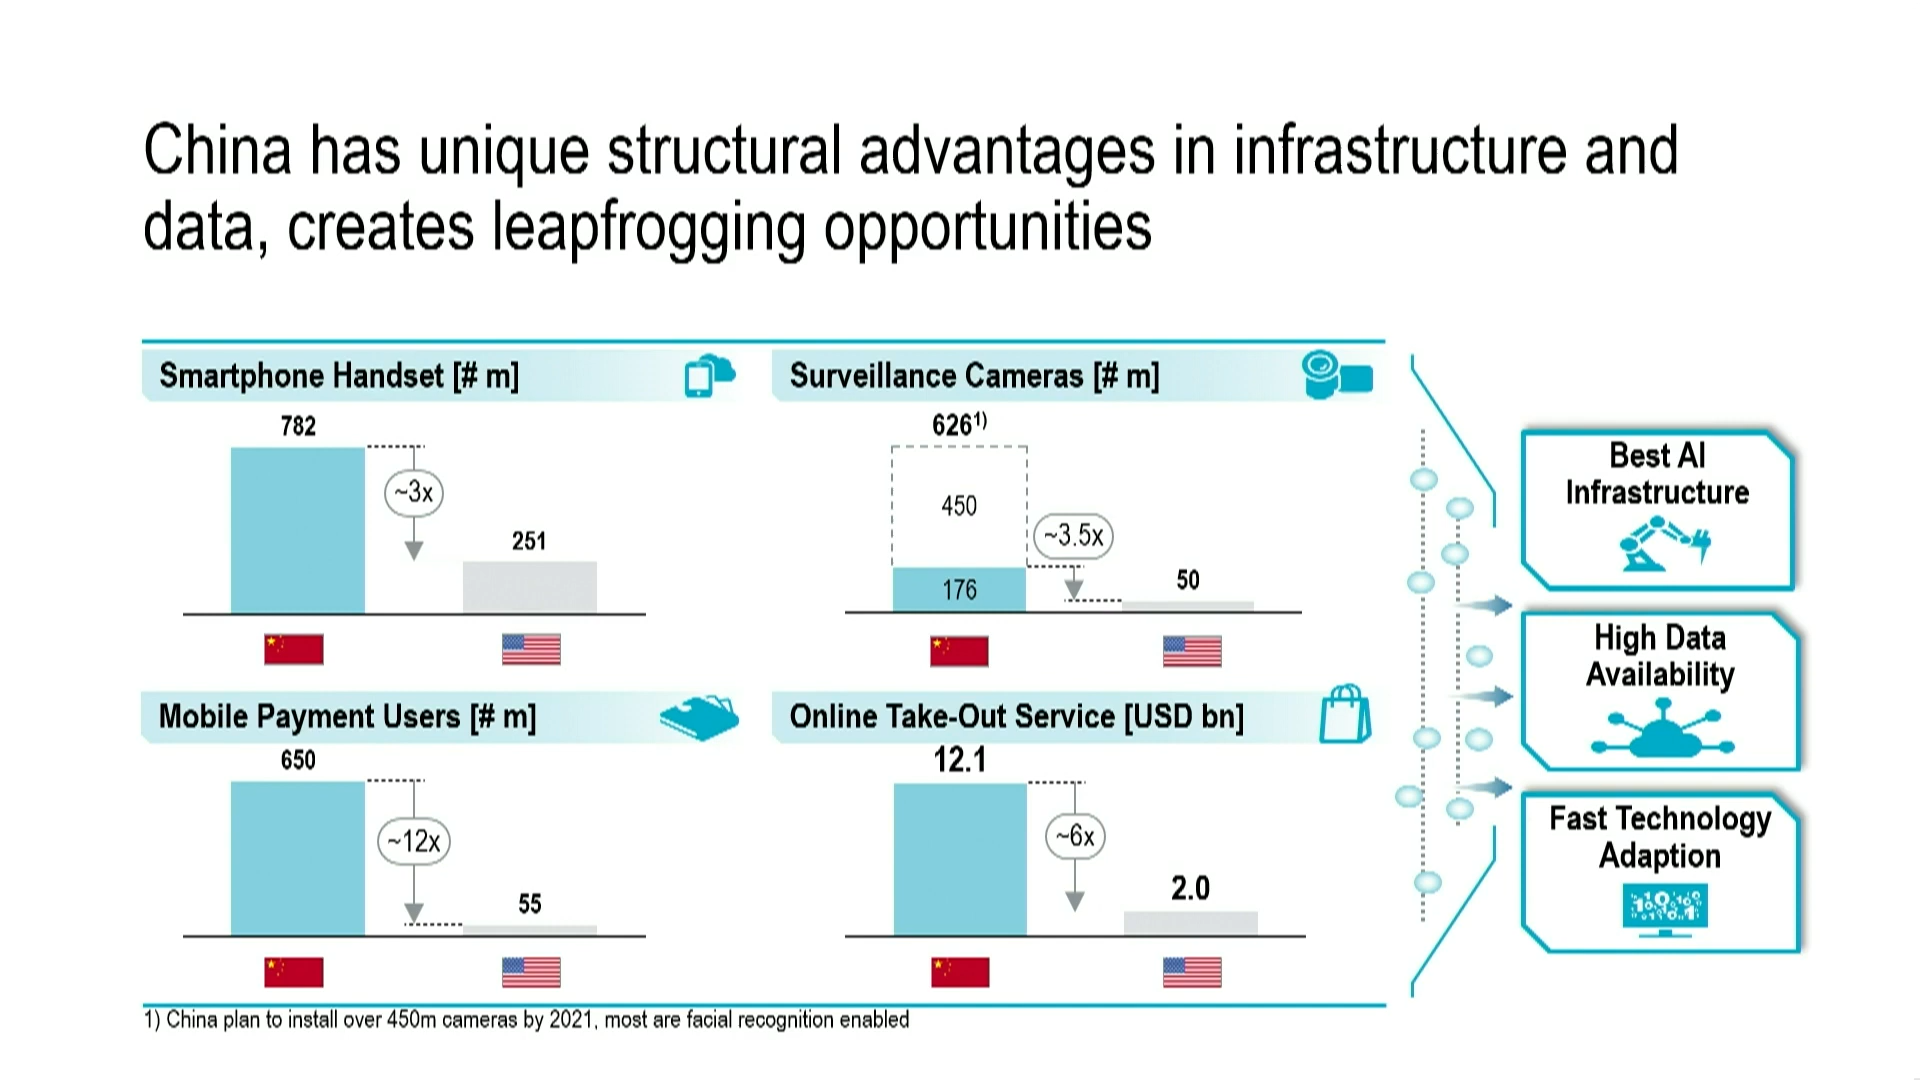 China has unique structural advantages in infrastructure and
data, creates leapfrogging opportunities
Smartphone Handset [# m]
782
~3x
251
Surveillance Cameras [# m]
626¹⁾
450
~3.5x
176
50
Mobile Payment Users [# m]
650
~12x
55
Online Take-Out Service [USD bn]
12.1
~6x
2.0
Best AI
Infrastructure
High Data
Availability
Fast Technology
Adaption
1) China plan to install over 450m cameras by 2021, most are facial recognition enabled